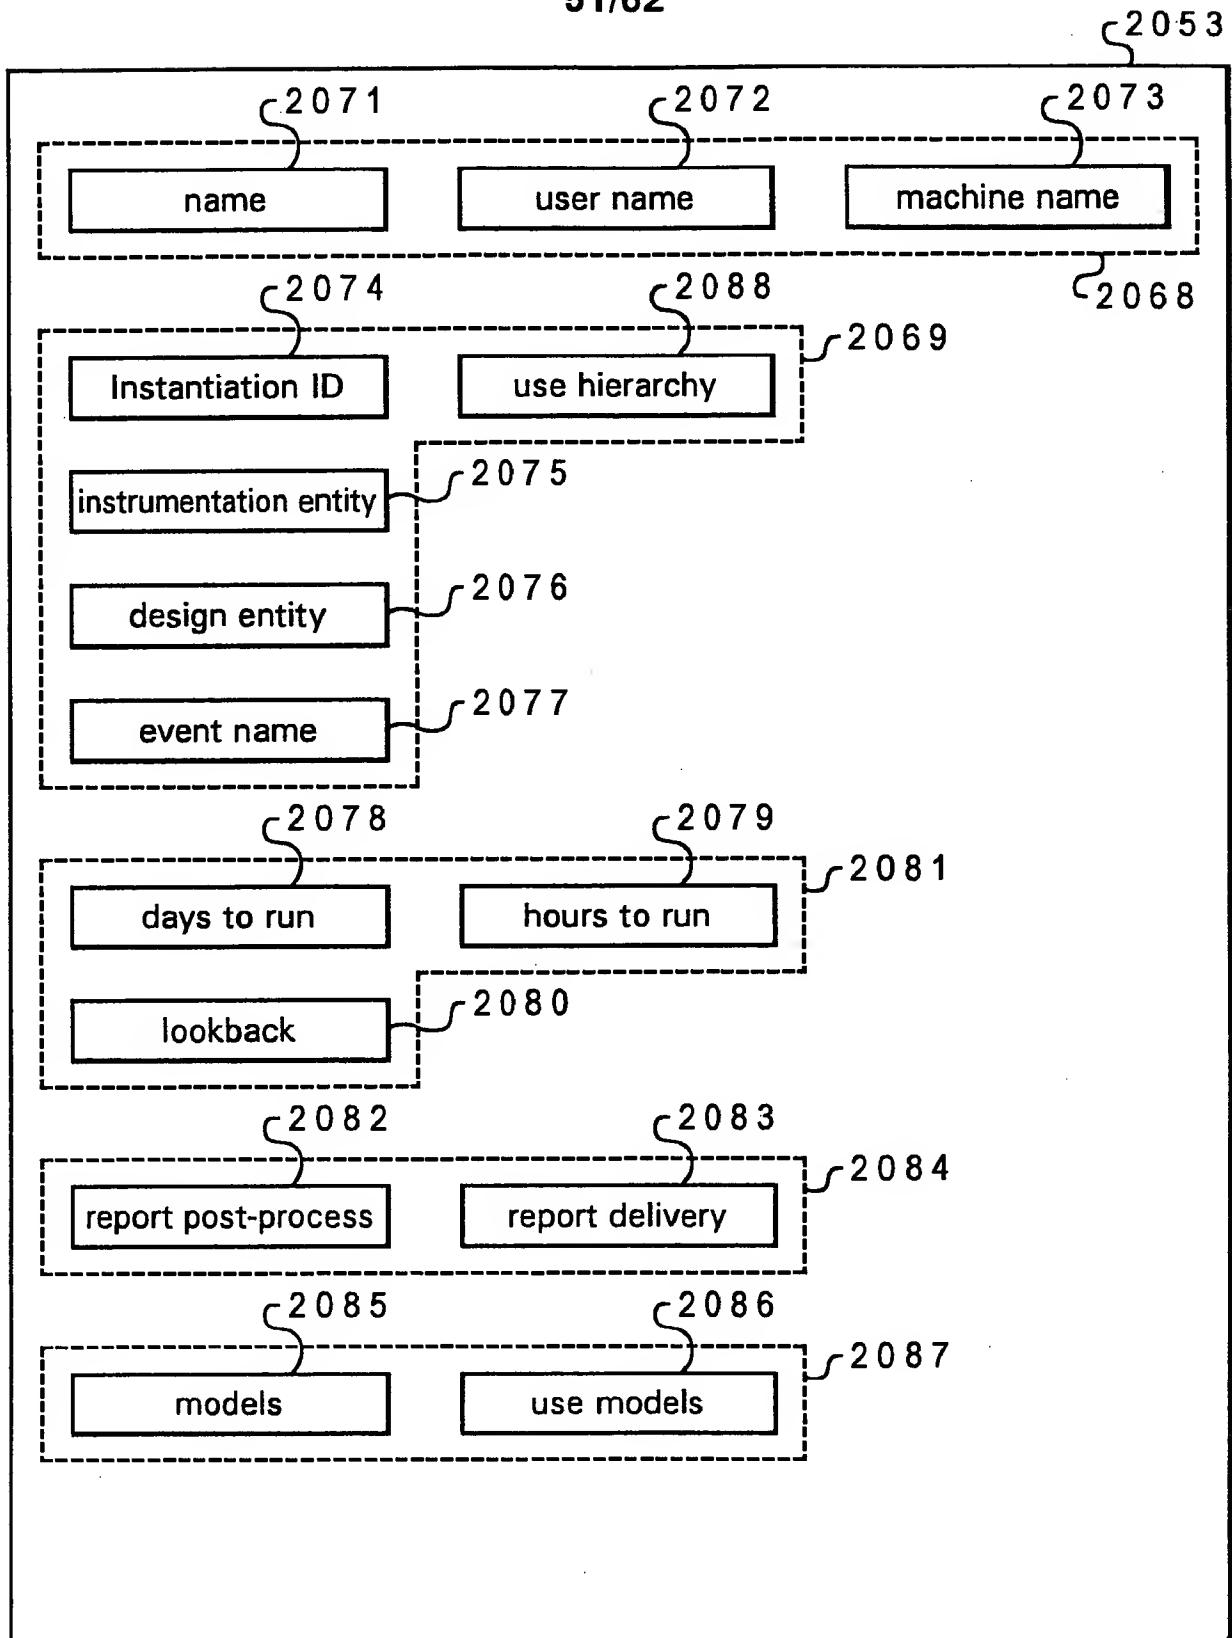 51/62
2053
2071 2072 2073
name user name machine name
2068
2074 2088
2069
Instantiation ID use hierarchy
2075
instrumentation entity
2076
design entity
2077
event name
2078 2079
2081
days to run hours to run
2080
lookback
2082 2083
2084
report post-process report delivery
2085 2086
2087
models use models